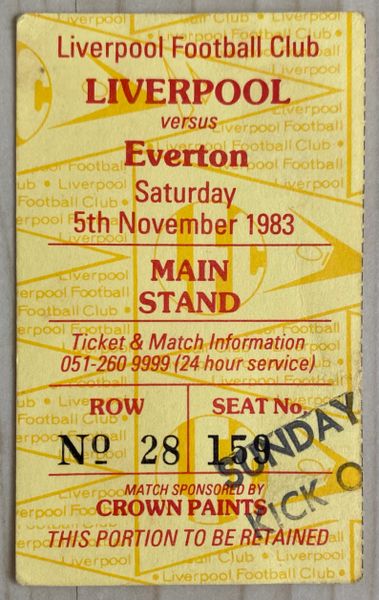 Liverpool Football Club
LIVERPOOL
versus
Everton
Saturday
5th November 1983
MAIN
STAND
Ticket & Match Information
051-260 9999 (24 hour service)
ROW SEAT No.
No 28 159
SUNDAY
KICK O
MATCH SPONSORED BY
CROWN PAINTS
THIS PORTION TO BE RETAINED